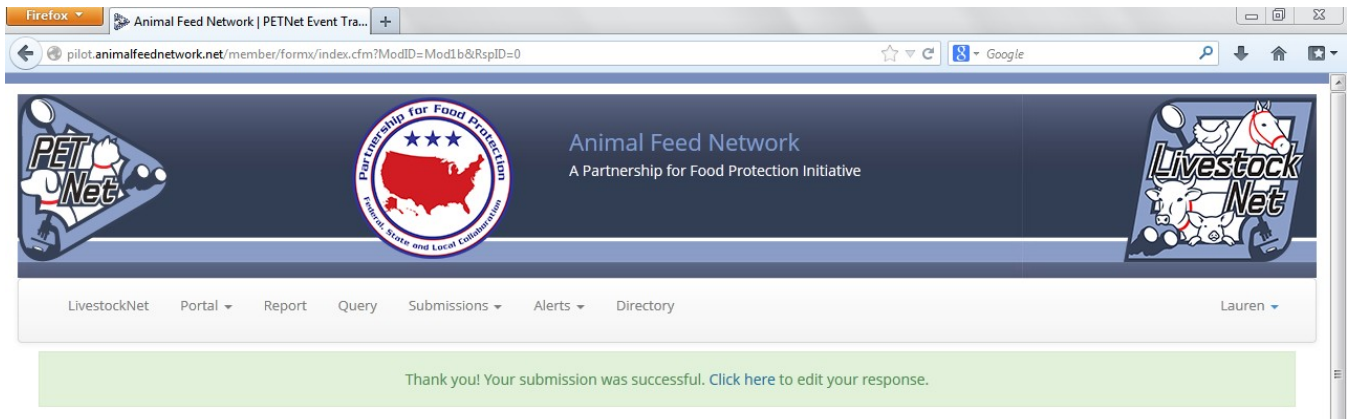 Firefox
Animal Feed Network | PETNet Event Tra...
pilot.animalfeednetwork.net/member/formx/index.cfm?ModID=Mod1b&RspID=0
Google
PET
Net
Partnership for Food Protection
Federal, State and Local Collaboration
Animal Feed Network
A Partnership for Food Protection Initiative
Livestock
Net
LivestockNet Portal Report Query Submissions Alerts Directory Lauren
Thank you! Your submission was successful. Click here to edit your response.